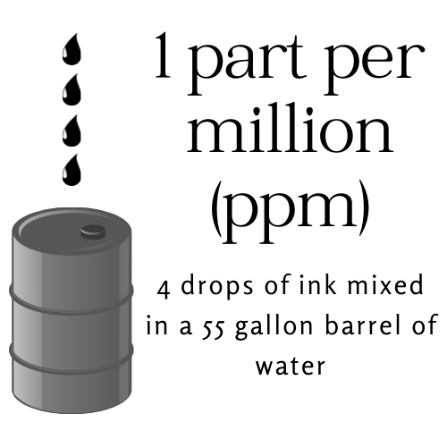 1 part per
million
(ppm)
4 drops of ink mixed
in a 55 gallon barrel of
water